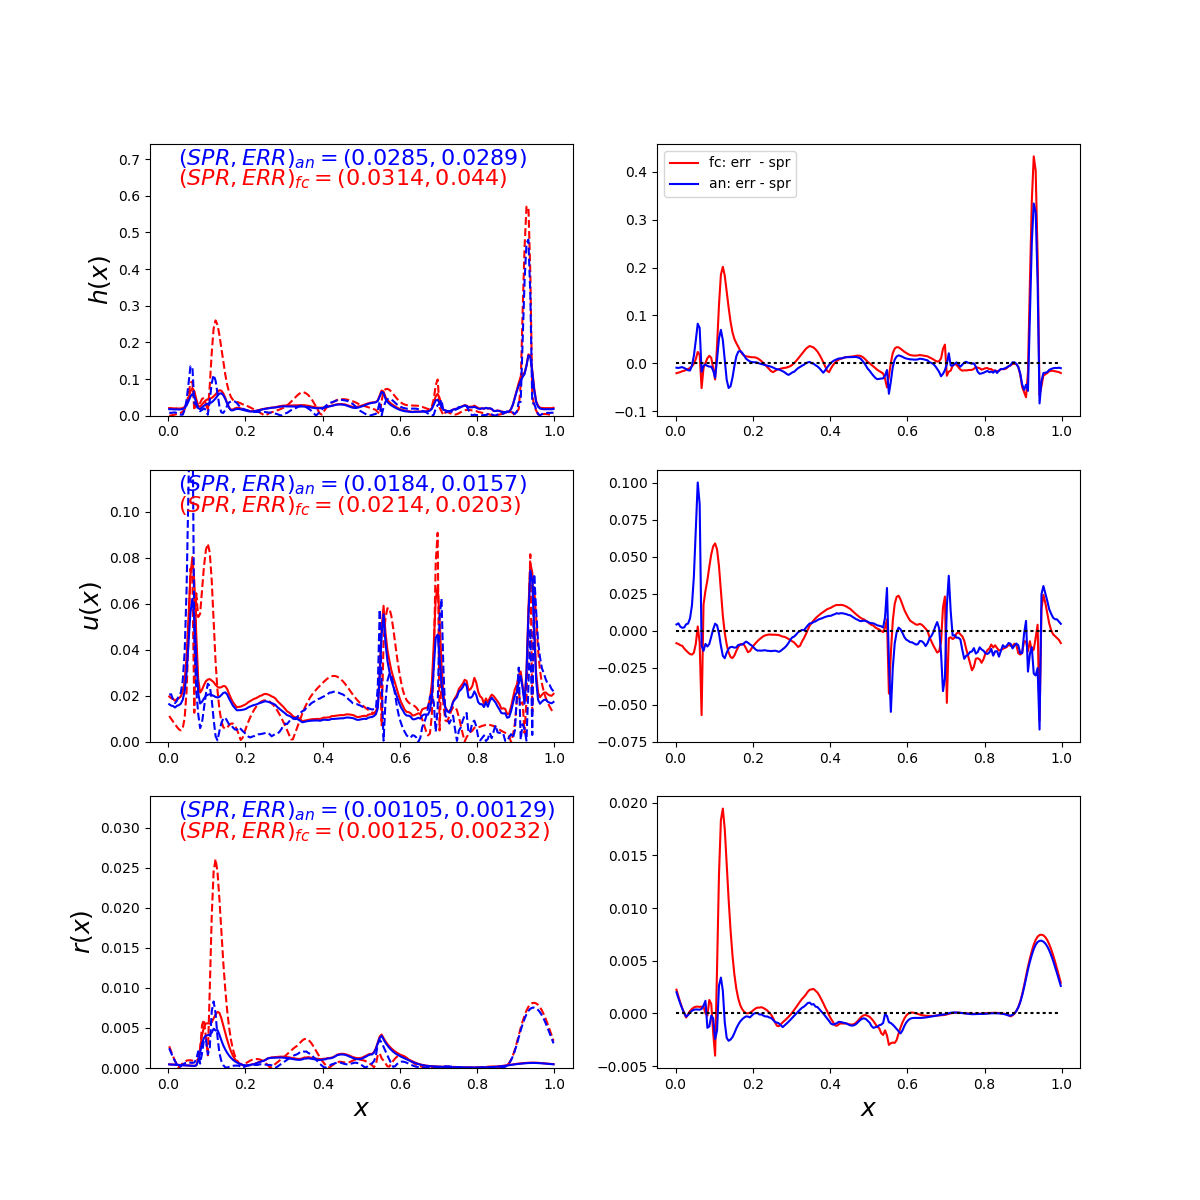 (SPR, ERR)an = (0.0285, 0.0289)
(SPR, ERR)fc = (0.0314, 0.044)
h(x)
0.7
0.6
0.5
0.4
0.3
0.2
0.1
0.0
0.0 0.2 0.4 0.6 0.8 1.0
fc: err - spr
an: err - spr
0.4
0.3
0.2
0.1
0.0
−0.1
0.0 0.2 0.4 0.6 0.8 1.0
(SPR, ERR)an = (0.0184, 0.0157)
(SPR, ERR)fc = (0.0214, 0.0203)
u(x)
0.10
0.08
0.06
0.04
0.02
0.00
0.0 0.2 0.4 0.6 0.8 1.0
0.100
0.075
0.050
0.025
0.000
−0.025
−0.050
−0.075
0.0 0.2 0.4 0.6 0.8 1.0
(SPR, ERR)an = (0.00105, 0.00129)
(SPR, ERR)fc = (0.00125, 0.00232)
r(x)
0.030
0.025
0.020
0.015
0.010
0.005
0.000
0.0 0.2 0.4 0.6 0.8 1.0
x
0.020
0.015
0.010
0.005
0.000
−0.005
0.0 0.2 0.4 0.6 0.8 1.0
x